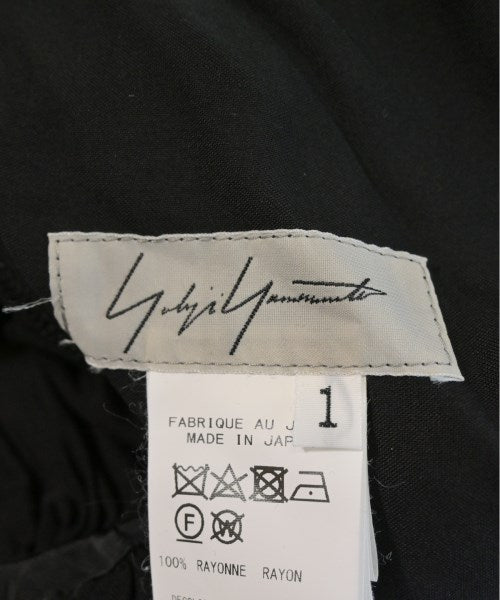 Yohji Yamamoto
1
FABRIQUE AU J
MADE IN JAP
F
W
100% RAYONNE RAYON